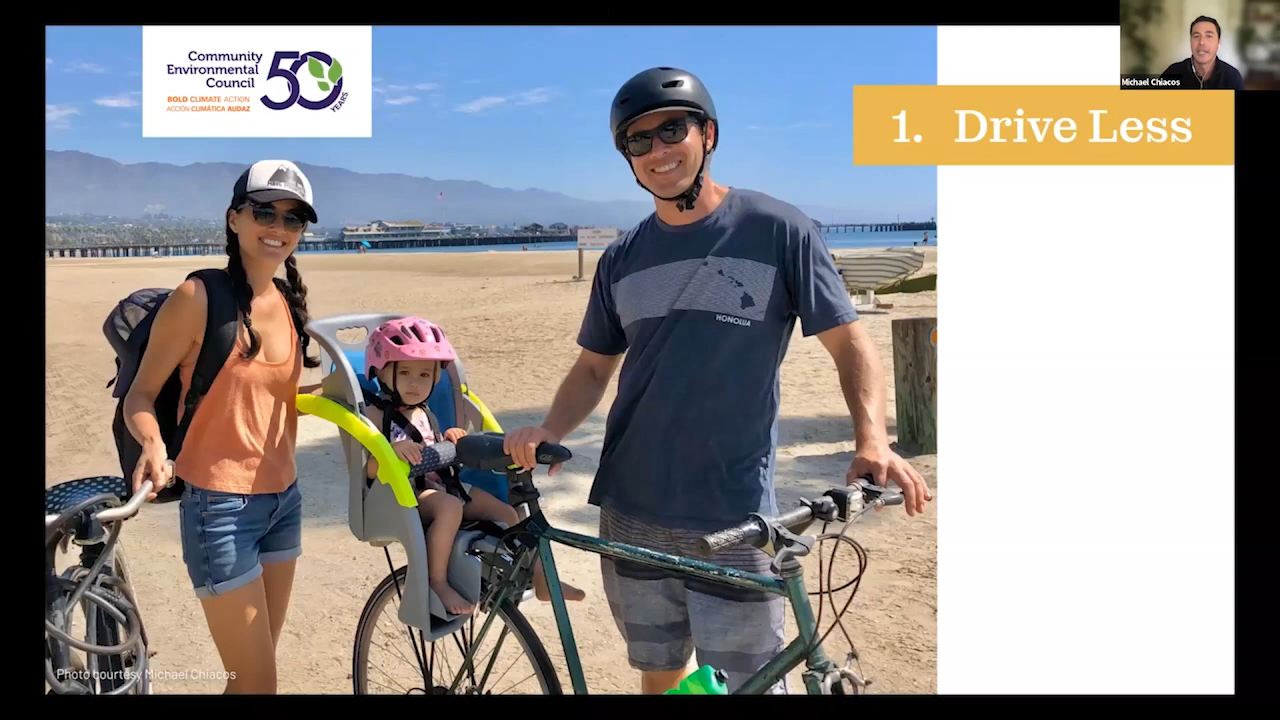 Community
Environmental
Council
BOLD CLIMATE ACTION
ACCIÓN CLIMÁTICA AUDAZ
50
YEARS
Michael Chiacos
1. Drive Less
HONOLUA
Photo courtesy Michael Chiacos